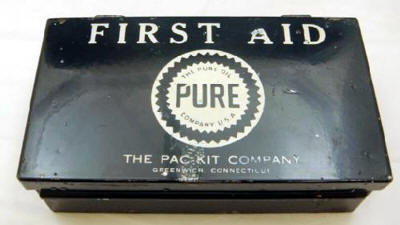 FIRST AID
THE PURE OIL
PURE
COMPANY U.S.A.
THE PAC-KIT COMPANY
GREENWICH, CONNECTICUT